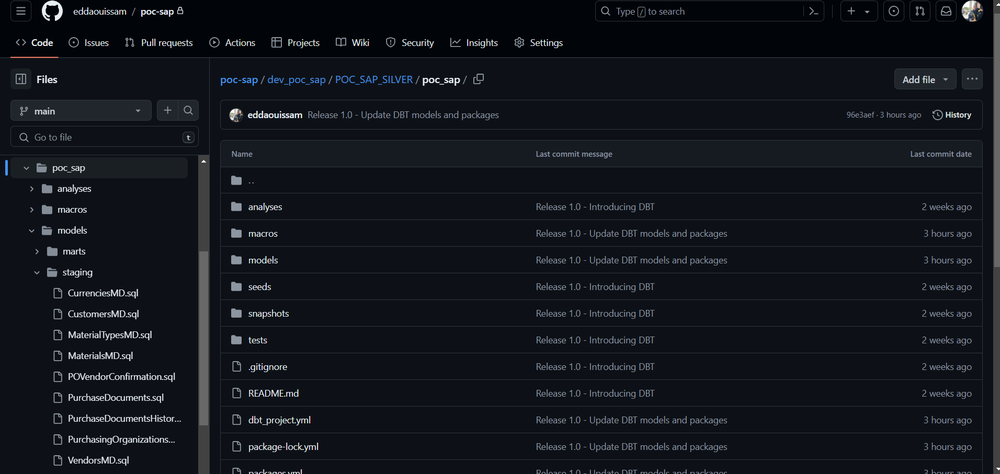 eddaouissam / poc-sap
Type / to search
Code
Issues
Pull requests
Actions
Projects
Wiki
Security
Insights
Settings
Files
main
Go to file
t
poc_sap
analyses
macros
models
marts
staging
CurrenciesMD.sql
CustomersMD.sql
MaterialTypesMD.sql
MaterialsMD.sql
POVendorConfirmation.sql
PurchaseDocuments.sql
PurchaseDocumentsHistor...
PurchasingOrganizations...
VendorsMD.sql
poc-sap / dev_poc_sap / POC_SAP_SILVER / poc_sap /
Add file
eddaouissam Release 1.0 - Update DBT models and packages 96e3aef · 3 hours ago History
Name Last commit message Last commit date
..
analyses Release 1.0 - Introducing DBT 2 weeks ago
macros Release 1.0 - Update DBT models and packages 3 hours ago
models Release 1.0 - Update DBT models and packages 3 hours ago
seeds Release 1.0 - Introducing DBT 2 weeks ago
snapshots Release 1.0 - Introducing DBT 2 weeks ago
tests Release 1.0 - Introducing DBT 2 weeks ago
.gitignore Release 1.0 - Introducing DBT 2 weeks ago
README.md Release 1.0 - Introducing DBT 2 weeks ago
dbt_project.yml Release 1.0 - Update DBT models and packages 3 hours ago
package-lock.yml Release 1.0 - Update DBT models and packages 3 hours ago
packages.yml Release 1.0 - Update DBT models and packages 3 hours ago